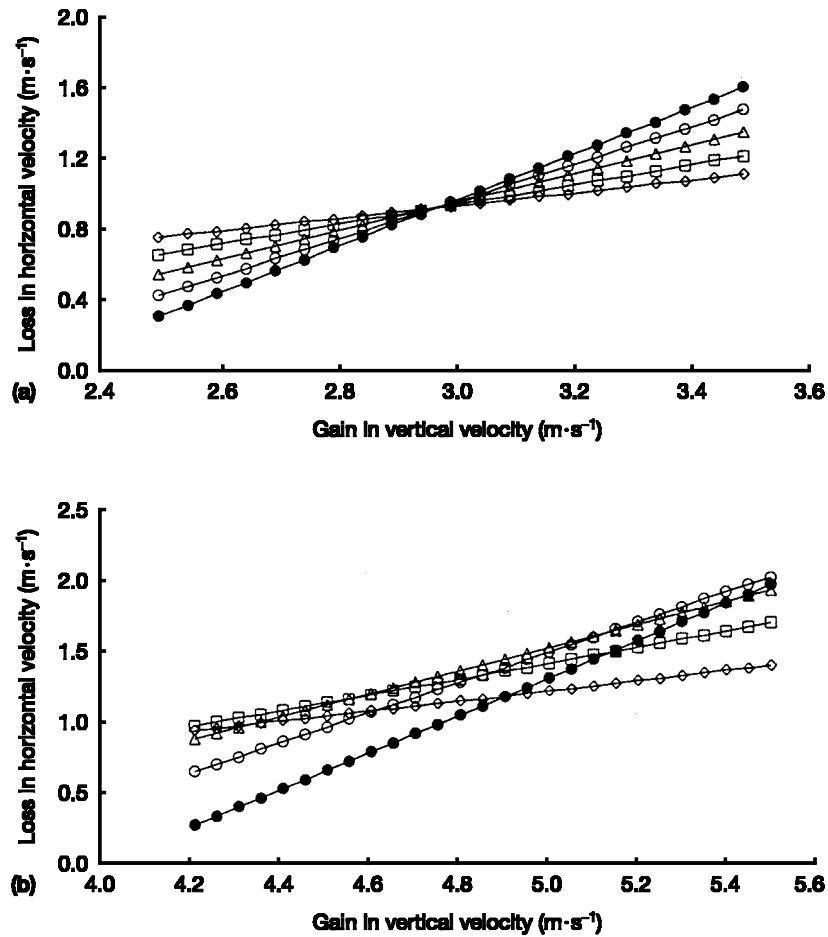 2.0
1.6
1.2
0.8
0.4
0.0
Loss in horizontal velocity (m·s⁻¹)
(a)
2.4 2.6 2.8 3.0 3.2 3.4 3.6
Gain in vertical velocity (m·s⁻¹)
2.5
2.0
1.5
1.0
0.5
0.0
Loss in horizontal velocity (m·s⁻¹)
(b)
4.0 4.2 4.4 4.6 4.8 5.0 5.2 5.4 5.6
Gain in vertical velocity (m·s⁻¹)